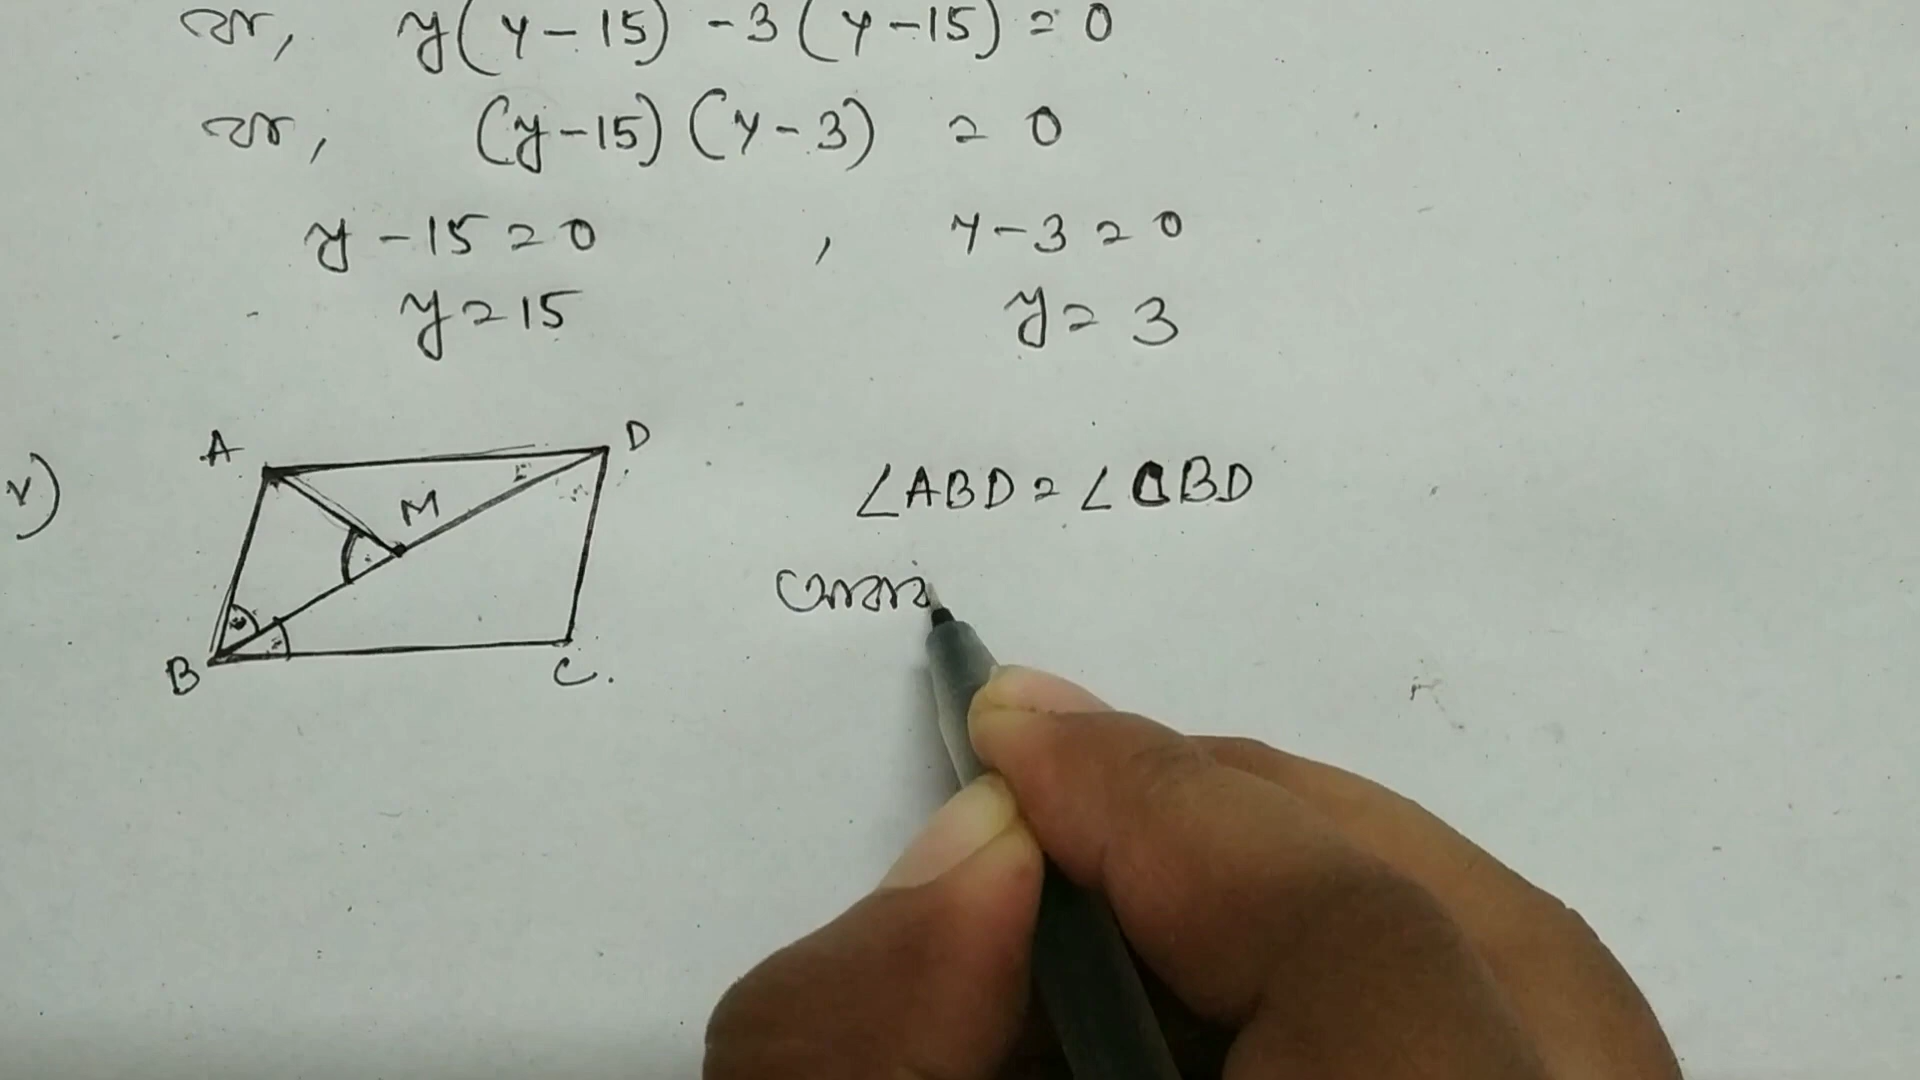 বা, y(y-15) -3(y-15) = 0
বা, (y-15)(y-3) = 0
y-15=0 , y-3=0
y=15 y=3
v)
A D
M
B C.
∠ABD = ∠CBD
আবার